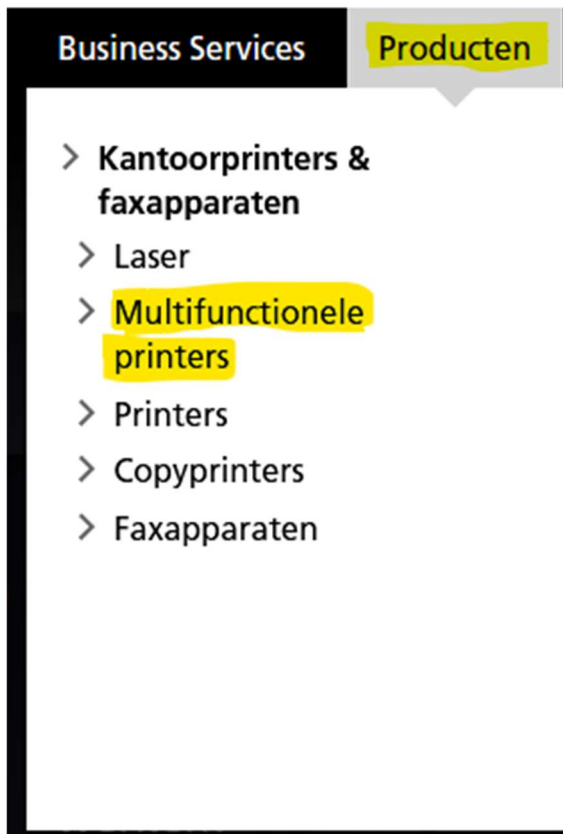 Business Services Producten
Kantoorprinters &
faxapparaten
Laser
Multifunctionele
printers
Printers
Copyprinters
Faxapparaten